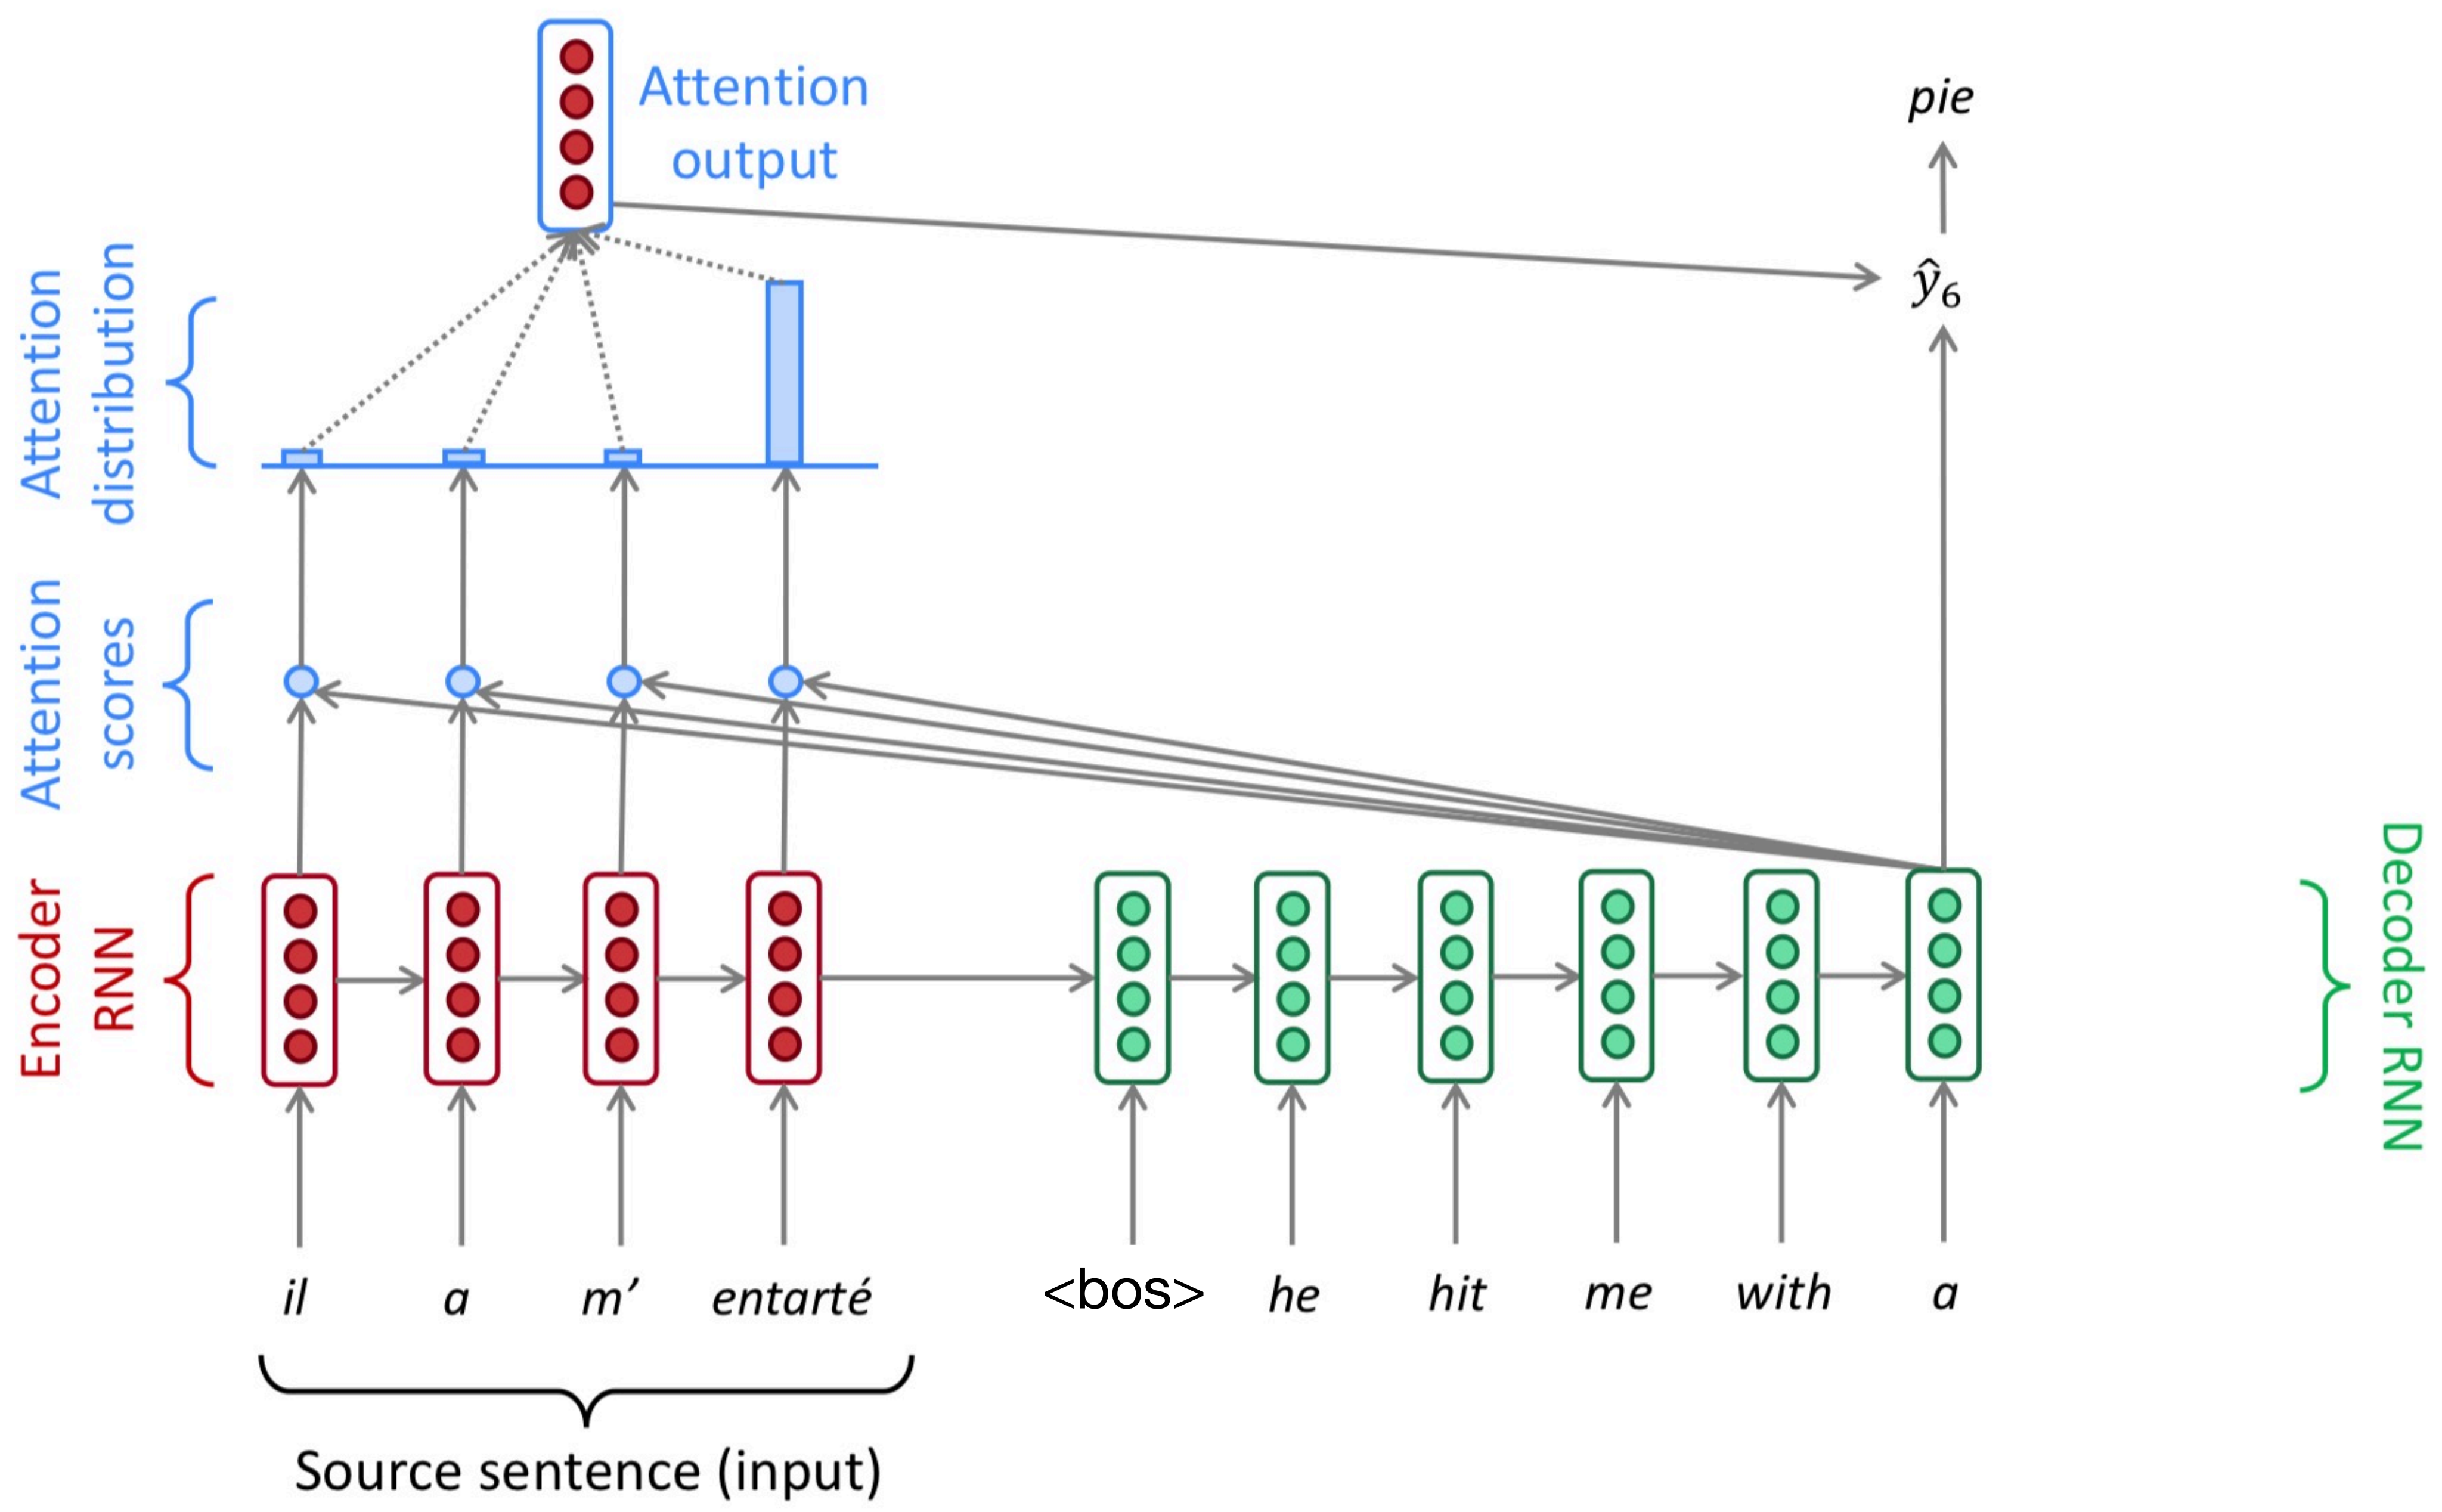 Attention
output
pie
ŷ₆
Attention
distribution
Attention
scores
Encoder
RNN
Decoder RNN
il a m’ entarté <bos> he hit me with a
Source sentence (input)